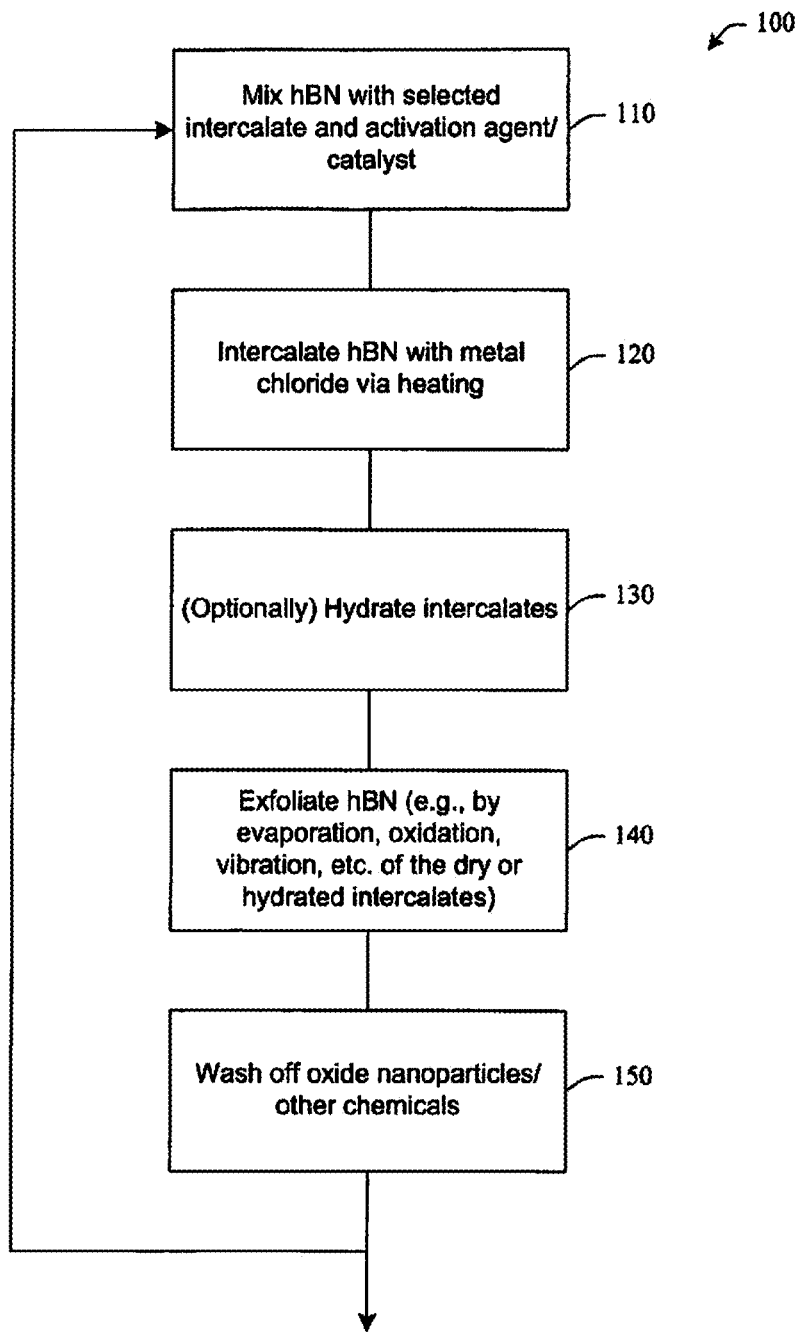 100
Mix hBN with selected
intercalate and activation agent/
catalyst
110
Intercalate hBN with metal
chloride via heating
120
(Optionally) Hydrate intercalates
130
Exfoliate hBN (e.g., by
evaporation, oxidation,
vibration, etc. of the dry or
hydrated intercalates)
140
Wash off oxide nanoparticles/
other chemicals
150